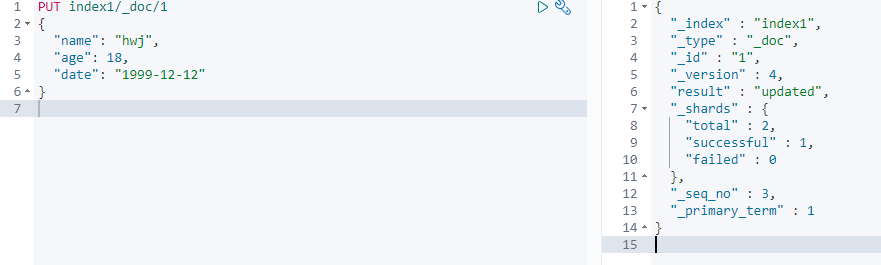 1 PUT index1/_doc/1
2 {
3 "name": "hwj",
4 "age": 18,
5 "date": "1999-12-12"
6 }
7
1 {
2 "_index" : "index1",
3 "_type" : "_doc",
4 "_id" : "1",
5 "_version" : 4,
6 "result" : "updated",
7 "_shards" : {
8 "total" : 2,
9 "successful" : 1,
10 "failed" : 0
11 },
12 "_seq_no" : 3,
13 "_primary_term" : 1
14 }
15